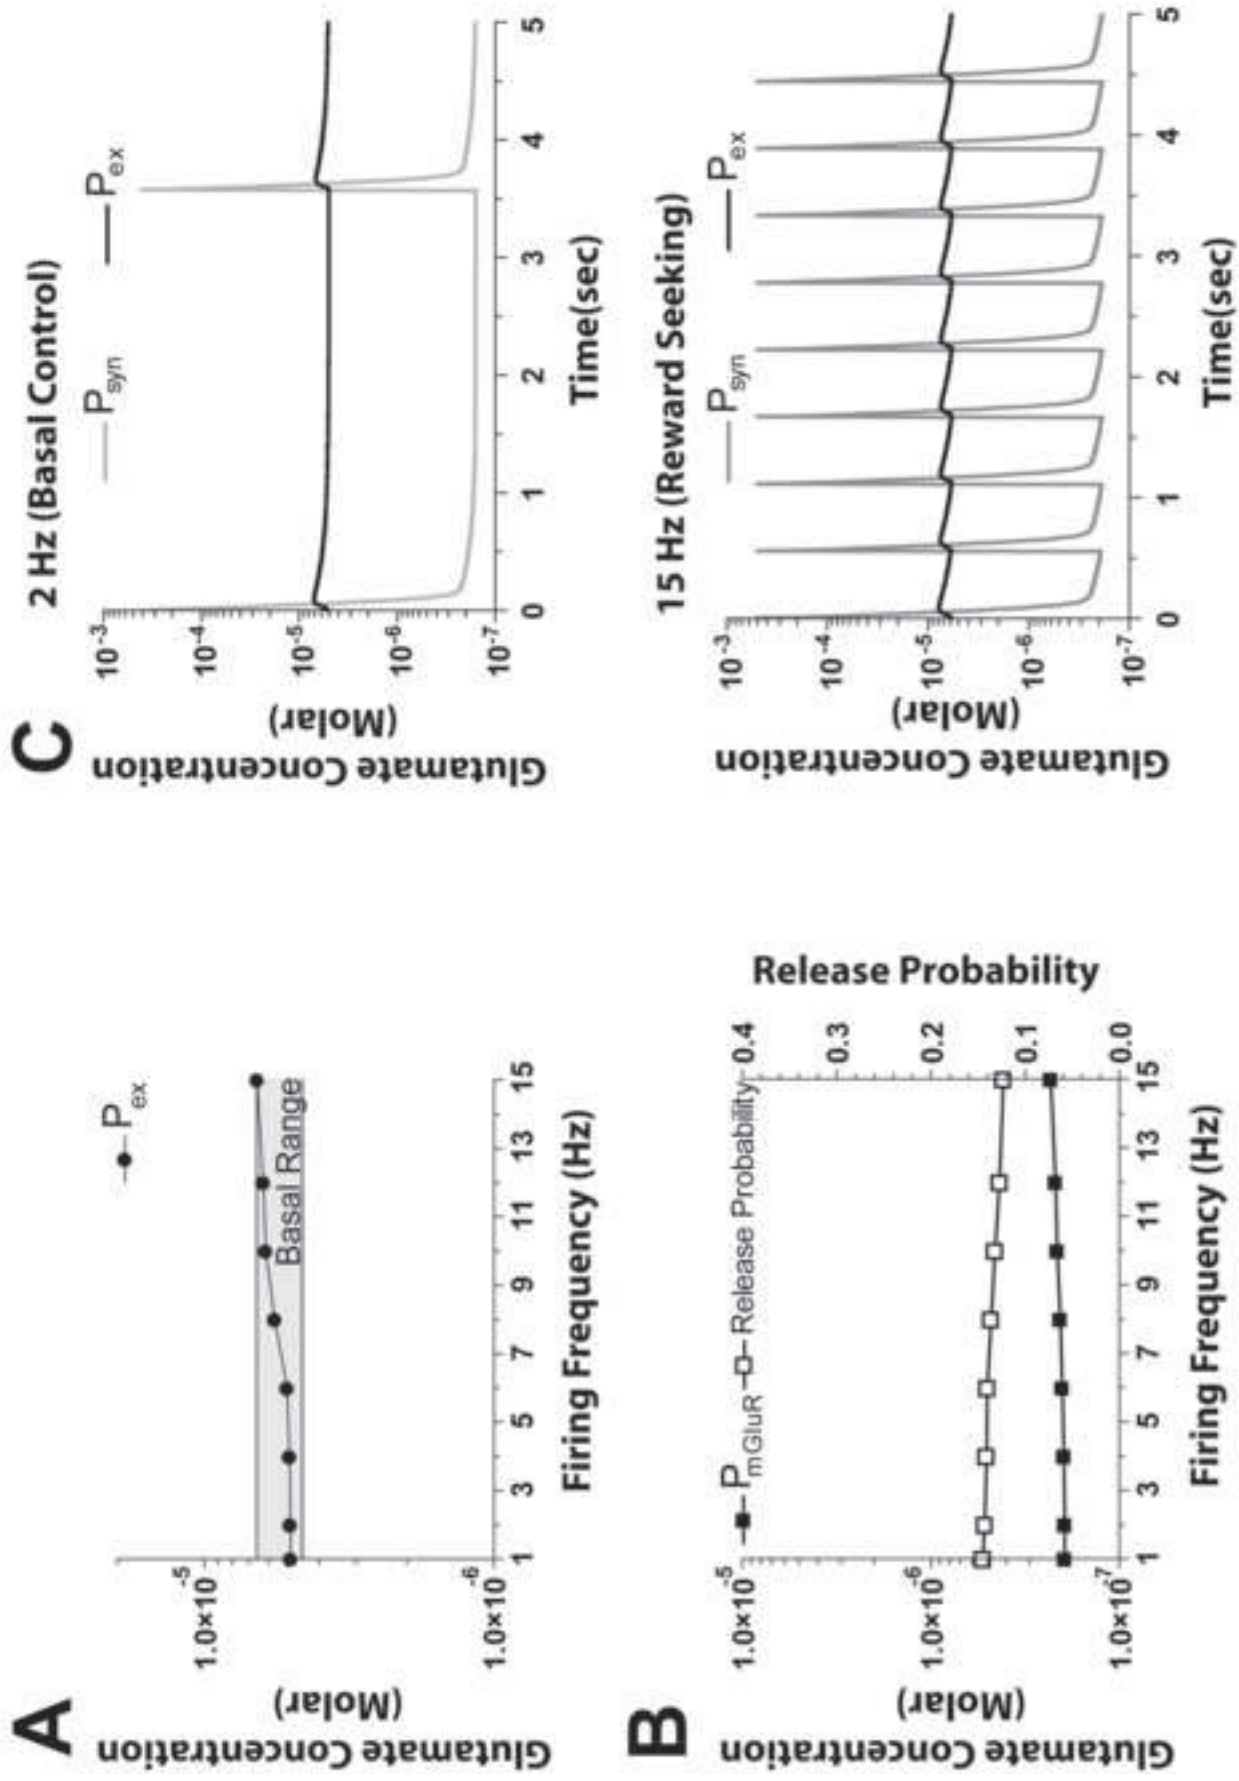 A
Glutamate Concentration
(Molar)
1.0×10-5
1.0×10-6
Pex
Basal Range
1 3 5 7 9 11 13 15
Firing Frequency (Hz)
B
Glutamate Concentration
(Molar)
1.0×10-5
1.0×10-6
1.0×10-7
PmGluR Release Probability
0.4
0.3
0.2
0.1
0.0
Release Probability
1 3 5 7 9 11 13 15
Firing Frequency (Hz)
C
2 Hz (Basal Control)
Psyn Pex
Glutamate Concentration
(Molar)
10-3
10-4
10-5
10-6
10-7
0 1 2 3 4 5
Time(sec)
15 Hz (Reward Seeking)
Psyn Pex
Glutamate Concentration
(Molar)
10-3
10-4
10-5
10-6
10-7
0 1 2 3 4 5
Time(sec)